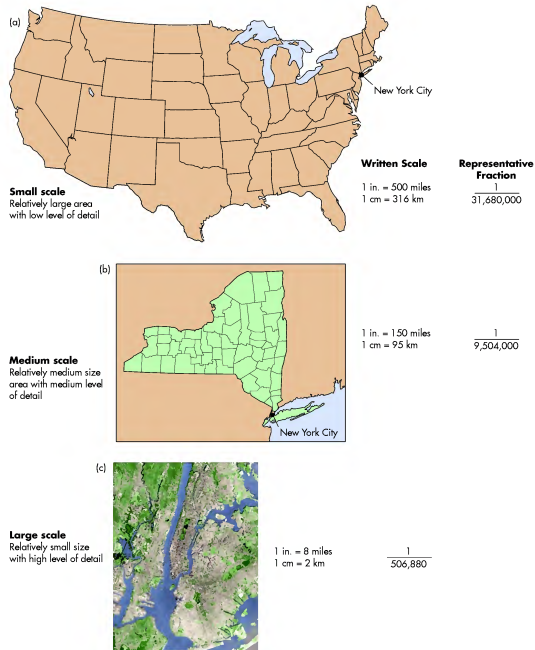 (a)
New York City
Written Scale
Representative
Fraction
Small scale
Relatively large area
with low level of detail
1 in. = 500 miles
1 cm = 316 km
1
31,680,000
(b)
Medium scale
Relatively medium size
area with medium level
of detail
1 in. = 150 miles
1 cm = 95 km
1
9,504,000
New York City
(c)
Large scale
Relatively small size
with high level of detail
1 in. = 8 miles
1 cm = 2 km
1
506,880